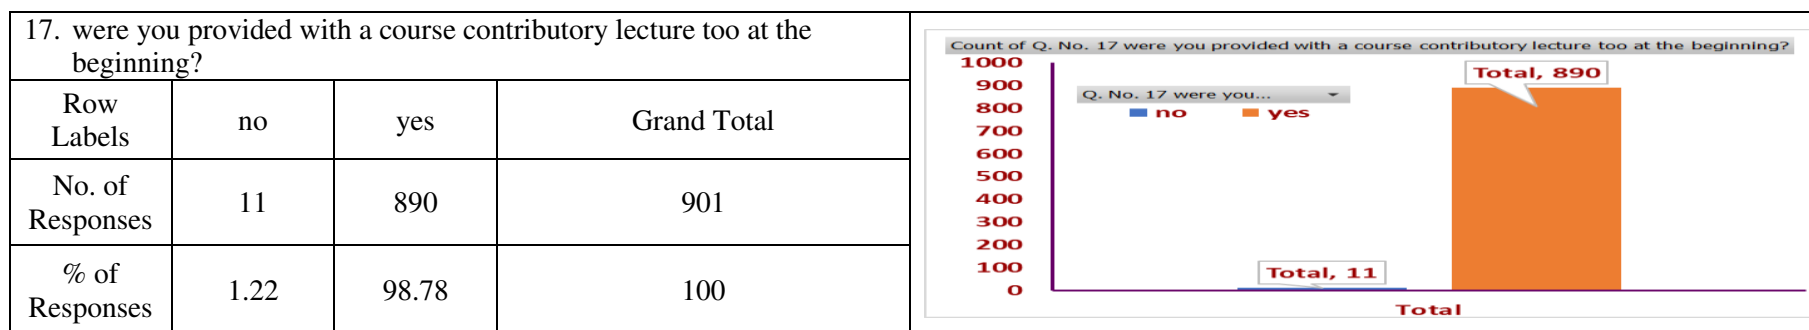 17. were you provided with a course contributory lecture too at the
beginning?
Row
Labels
no
yes
Grand Total
No. of
Responses
11
890
901
% of
Responses
1.22
98.78
100
Count of Q. No. 17 were you provided with a course contributory lecture too at the beginning?
1000
900
800
700
600
500
400
300
200
100
0
Q. No. 17 were you...
no
yes
Total, 890
Total, 11
Total